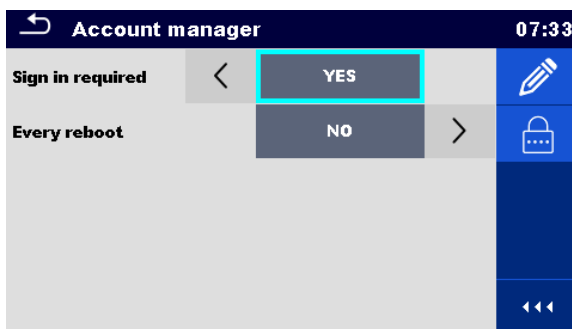 Account manager 07:33
Sign in required YES
Every reboot NO